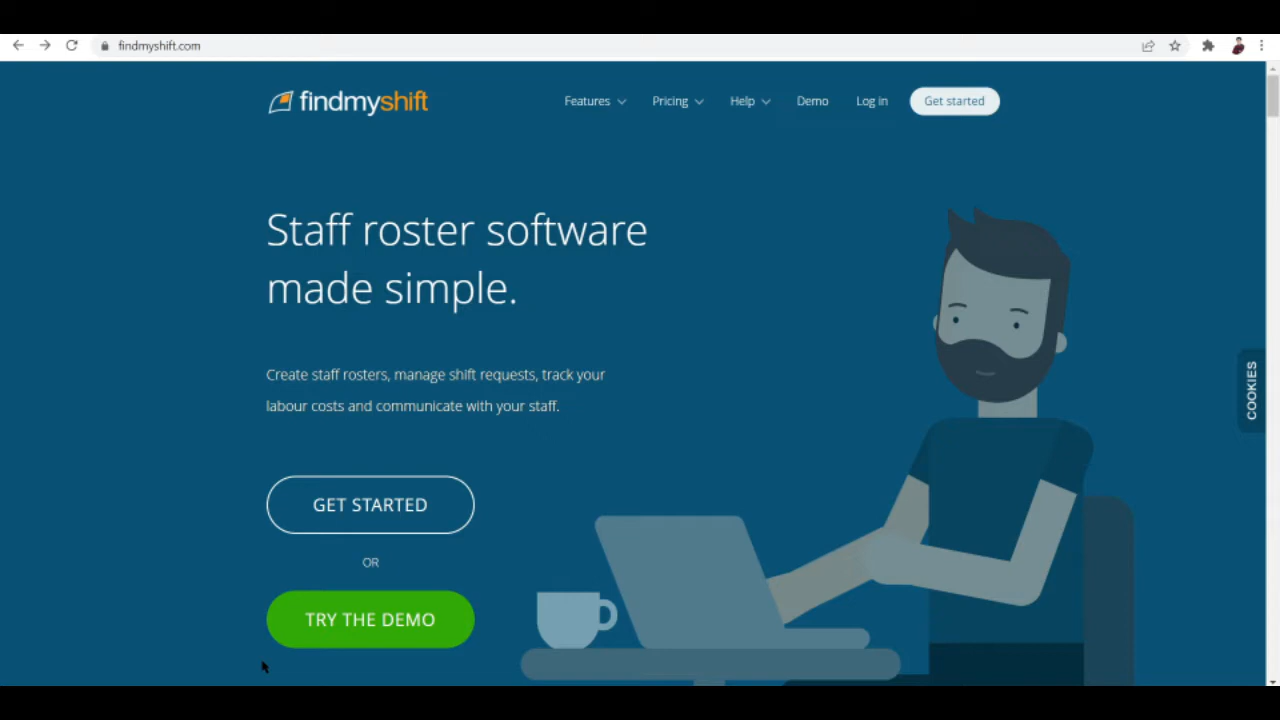 findmyshift.com
findmyshift
Features
Pricing
Help
Demo
Log in
Get started
Staff roster software
made simple.
Create staff rosters, manage shift requests, track your
labour costs and communicate with your staff.
GET STARTED
OR
TRY THE DEMO
COOKIES